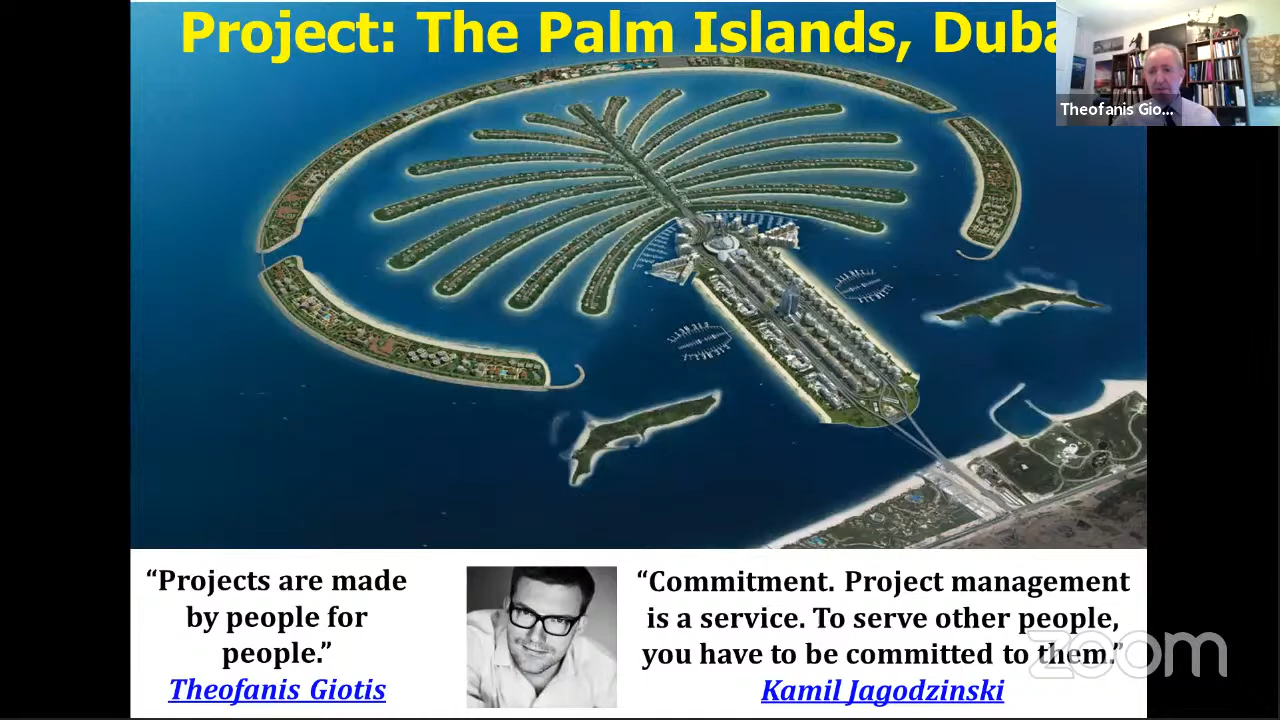 Project: The Palm Islands, Duba
Theofanis Gio...
“Projects are made
by people for
people.”
Theofanis Giotis
“Commitment. Project management
is a service. To serve other people,
you have to be committed to them.”
Kamil Jagodzinski
zoom